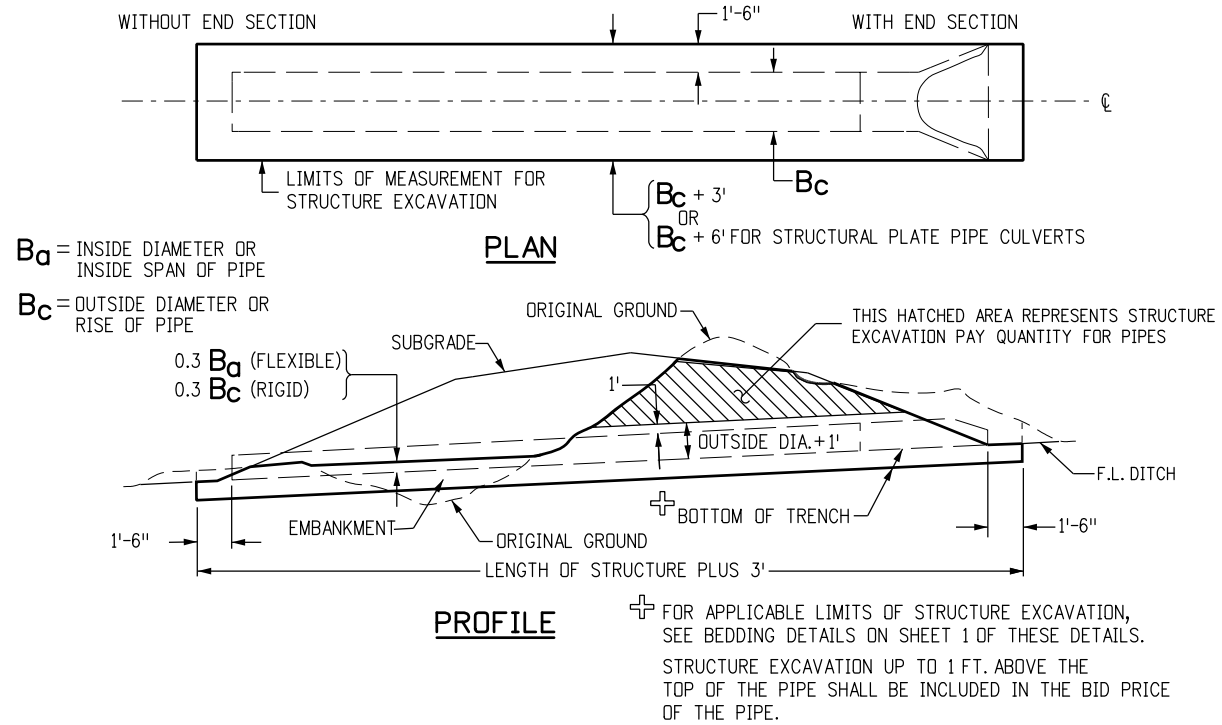 WITHOUT END SECTION
1'-6"
WITH END SECTION
℄
LIMITS OF MEASUREMENT FOR
STRUCTURE EXCAVATION
Bc
Bc + 3'
OR
Bc + 6' FOR STRUCTURAL PLATE PIPE CULVERTS
PLAN
Ba = INSIDE DIAMETER OR
INSIDE SPAN OF PIPE
Bc = OUTSIDE DIAMETER OR
RISE OF PIPE
ORIGINAL GROUND
THIS HATCHED AREA REPRESENTS STRUCTURE
EXCAVATION PAY QUANTITY FOR PIPES
SUBGRADE
0.3 Ba (FLEXIBLE)
0.3 Bc (RIGID)
1'
OUTSIDE DIA.+1'
F.L. DITCH
BOTTOM OF TRENCH
EMBANKMENT
ORIGINAL GROUND
1'-6"
1'-6"
LENGTH OF STRUCTURE PLUS 3'
PROFILE
FOR APPLICABLE LIMITS OF STRUCTURE EXCAVATION,
SEE BEDDING DETAILS ON SHEET 1 OF THESE DETAILS.
STRUCTURE EXCAVATION UP TO 1 FT. ABOVE THE
TOP OF THE PIPE SHALL BE INCLUDED IN THE BID PRICE
OF THE PIPE.